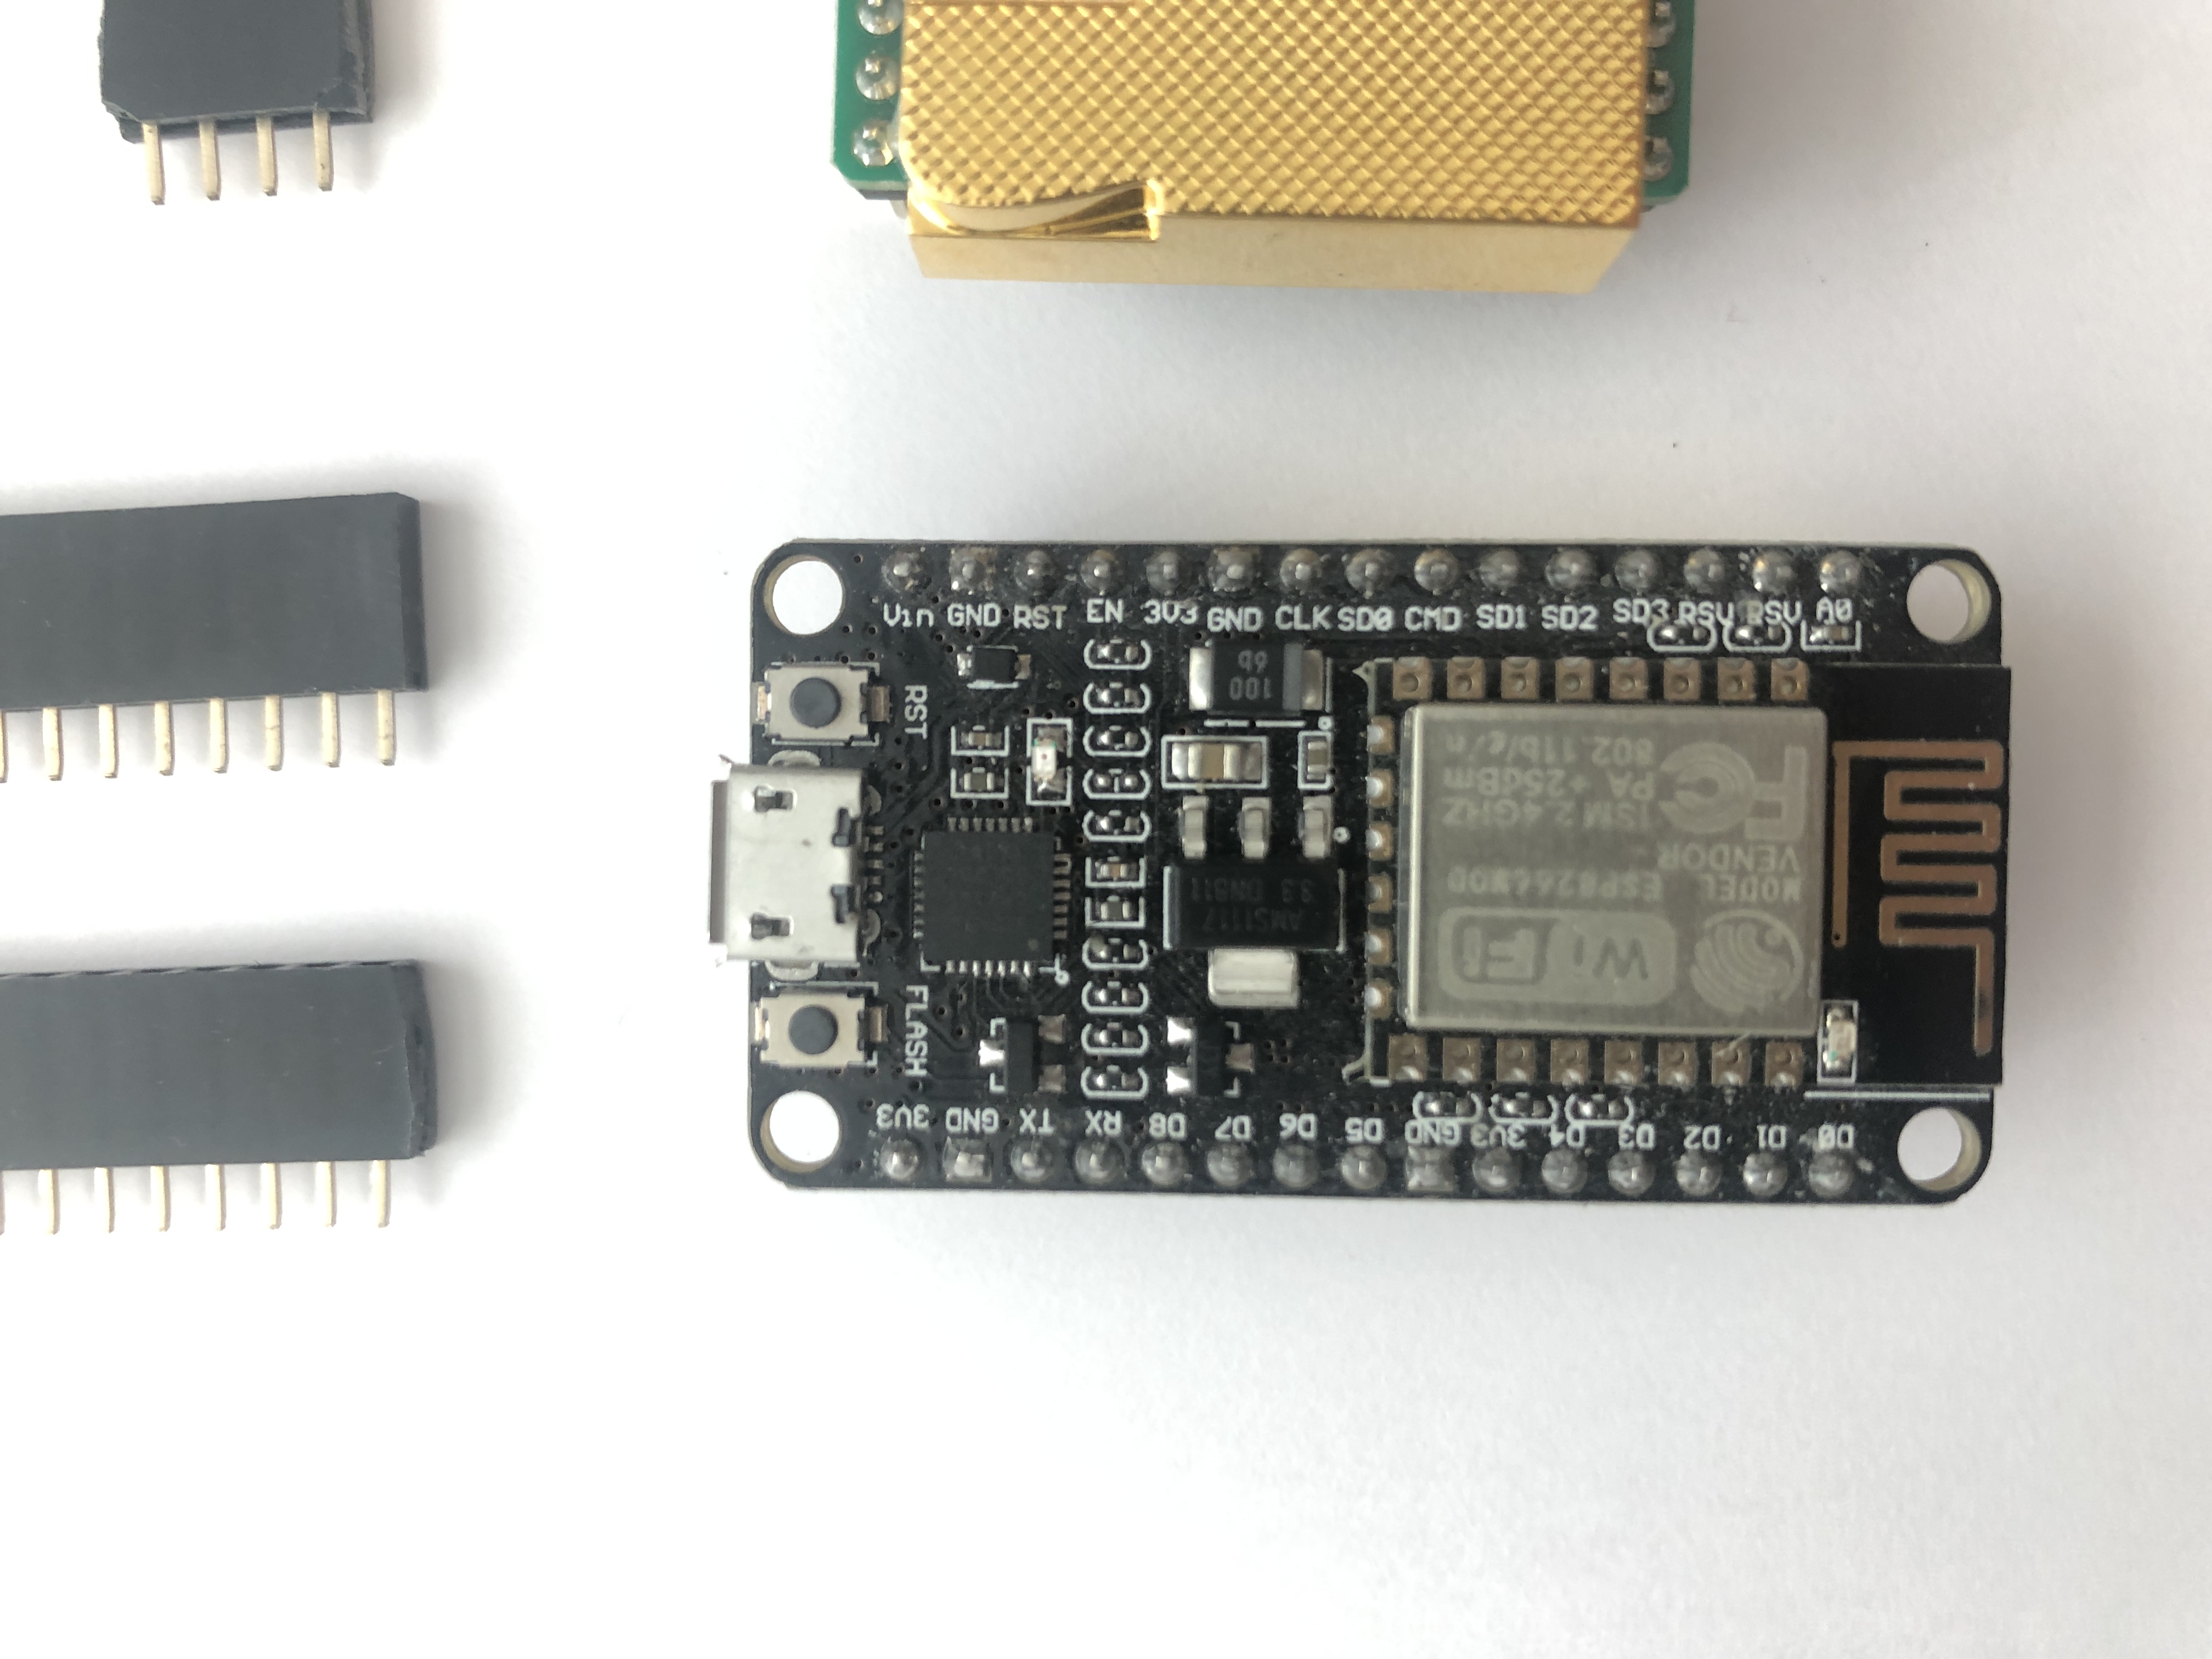 FLASH
RST
3V3
GND
TX
RX
D8
D7
D6
D5
GND
3V3
D4
D3
D2
D1
D0
Vin
GND
RST
EN
3V3
GND
CLK
SD0
CMD
SD1
SD2
SD3
RSV
RSV
A0
AMS1117
3.3
100
6b
WiFi
MODEL ESP8266MOD
VENDOR
FC
ISM 2.4GHZ
PA +25dBm
802.11b/g/n